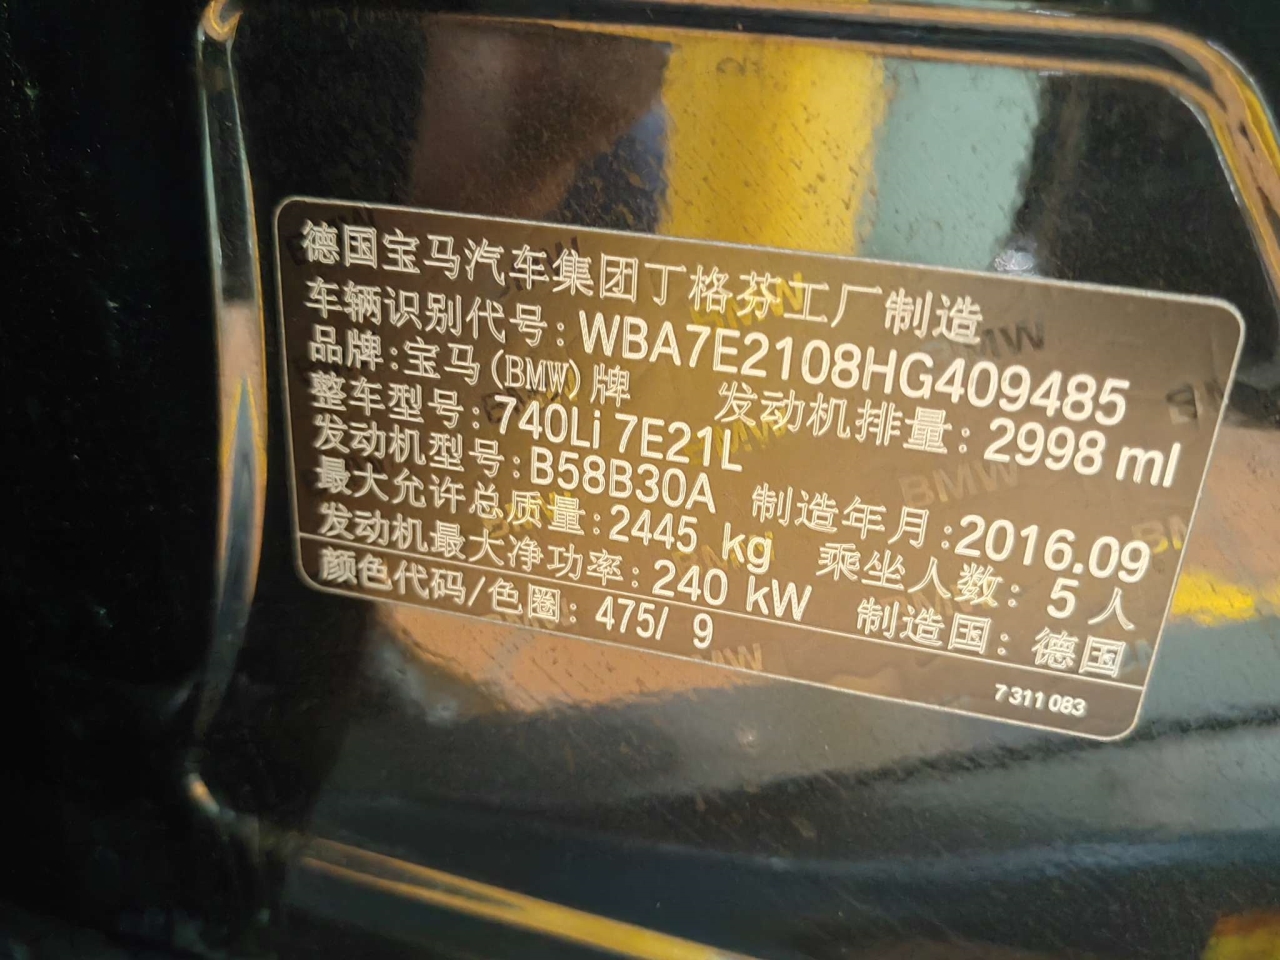 德国宝马汽车集团丁格芬工厂制造
车辆识别代号: WBA7E2108HG409485
品牌: 宝马(BMW)牌 发动机排量: 2998 ml
整车型号: 740Li 7E21L
发动机型号: B58B30A 制造年月: 2016.09
最大允许总质量: 2445 kg 乘坐人数: 5 人
发动机最大净功率: 240 kW 制造国: 德国
颜色代码/色圈: 475/ 9
7 311 083